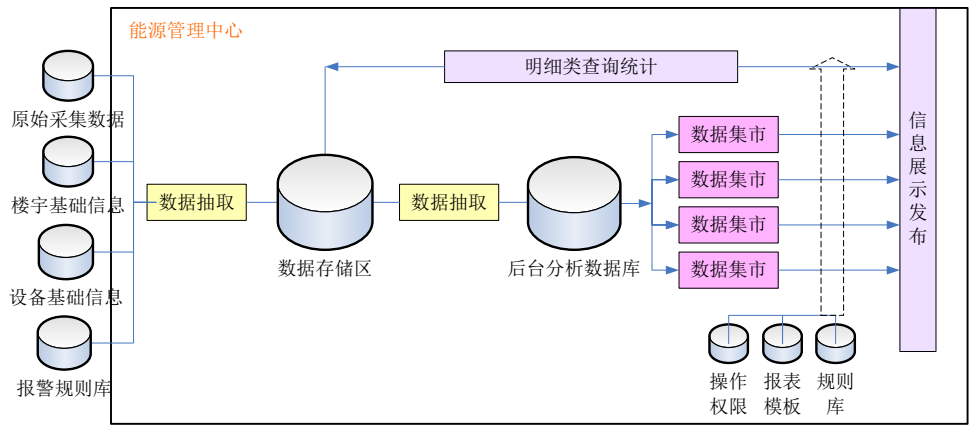 能源管理中心
原始采集数据
楼宇基础信息
设备基础信息
报警规则库
数据抽取
数据存储区
数据抽取
后台分析数据库
明细类查询统计
数据集市
数据集市
数据集市
数据集市
操作
权限
报表
模板
规则
库
信
息
展
示
发
布